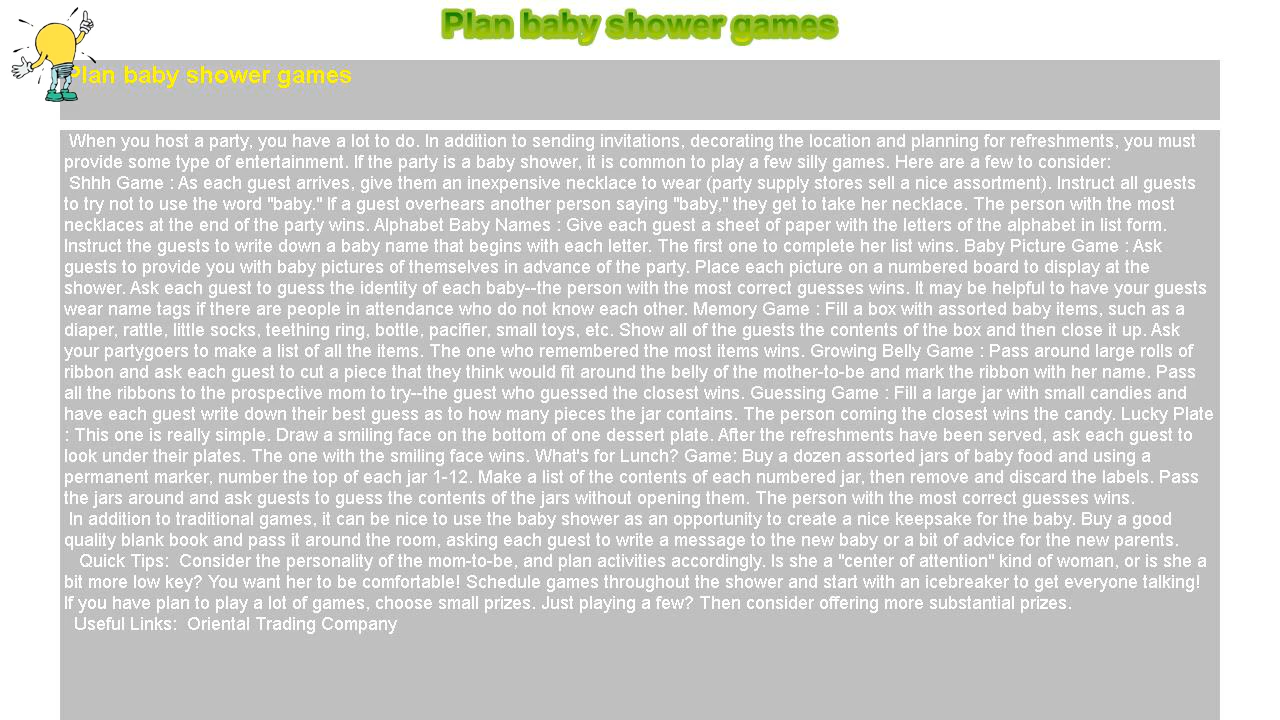 Plan baby shower games
Plan baby shower games
When you host a party, you have a lot to do. In addition to sending invitations, decorating the location and planning for refreshments, you must
provide some type of entertainment. If the party is a baby shower, it is common to play a few silly games. Here are a few to consider:
Shhh Game : As each guest arrives, give them an inexpensive necklace to wear (party supply stores sell a nice assortment). Instruct all guests
to try not to use the word "baby." If a guest overhears another person saying "baby," they get to take her necklace. The person with the most
necklaces at the end of the party wins. Alphabet Baby Names : Give each guest a sheet of paper with the letters of the alphabet in list form.
Instruct the guests to write down a baby name that begins with each letter. The first one to complete her list wins. Baby Picture Game : Ask
guests to provide you with baby pictures of themselves in advance of the party. Place each picture on a numbered board to display at the
shower. Ask each guest to guess the identity of each baby--the person with the most correct guesses wins. It may be helpful to have your guests
wear name tags if there are people in attendance who do not know each other. Memory Game : Fill a box with assorted baby items, such as a
diaper, rattle, little socks, teething ring, bottle, pacifier, small toys, etc. Show all of the guests the contents of the box and then close it up. Ask
your partygoers to make a list of all the items. The one who remembered the most items wins. Growing Belly Game : Pass around large rolls of
ribbon and ask each guest to cut a piece that they think would fit around the belly of the mother-to-be and mark the ribbon with her name. Pass
all the ribbons to the prospective mom to try--the guest who guessed the closest wins. Guessing Game : Fill a large jar with small candies and
have each guest write down their best guess as to how many pieces the jar contains. The person coming the closest wins the candy. Lucky Plate
: This one is really simple. Draw a smiling face on the bottom of one dessert plate. After the refreshments have been served, ask each guest to
look under their plates. The one with the smiling face wins. What's for Lunch? Game: Buy a dozen assorted jars of baby food and using a
permanent marker, number the top of each jar 1-12. Make a list of the contents of each numbered jar, then remove and discard the labels. Pass
the jars around and ask guests to guess the contents of the jars without opening them. The person with the most correct guesses wins.
In addition to traditional games, it can be nice to use the baby shower as an opportunity to create a nice keepsake for the baby. Buy a good
quality blank book and pass it around the room, asking each guest to write a message to the new baby or a bit of advice for the new parents.
Quick Tips: Consider the personality of the mom-to-be, and plan activities accordingly. Is she a "center of attention" kind of woman, or is she a
bit more low key? You want her to be comfortable! Schedule games throughout the shower and start with an icebreaker to get everyone talking!
If you have plan to play a lot of games, choose small prizes. Just playing a few? Then consider offering more substantial prizes.
Useful Links: Oriental Trading Company